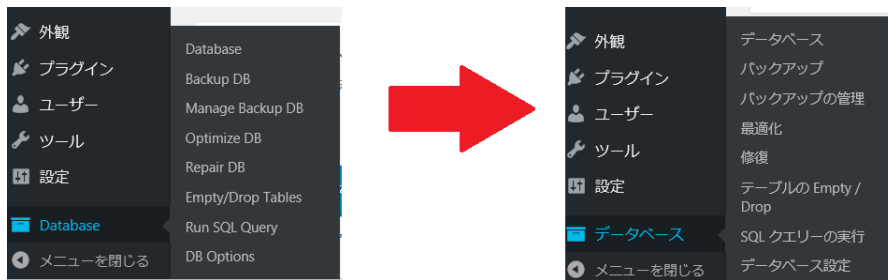 外観
プラグイン
ユーザー
ツール
設定
Database
メニューを閉じる
Database
Backup DB
Manage Backup DB
Optimize DB
Repair DB
Empty/Drop Tables
Run SQL Query
DB Options
外観
プラグイン
ユーザー
ツール
設定
データベース
メニューを閉じる
データベース
バックアップ
バックアップの管理
最適化
修復
テーブルの Empty /
Drop
SQL クエリーの実行
データベース設定